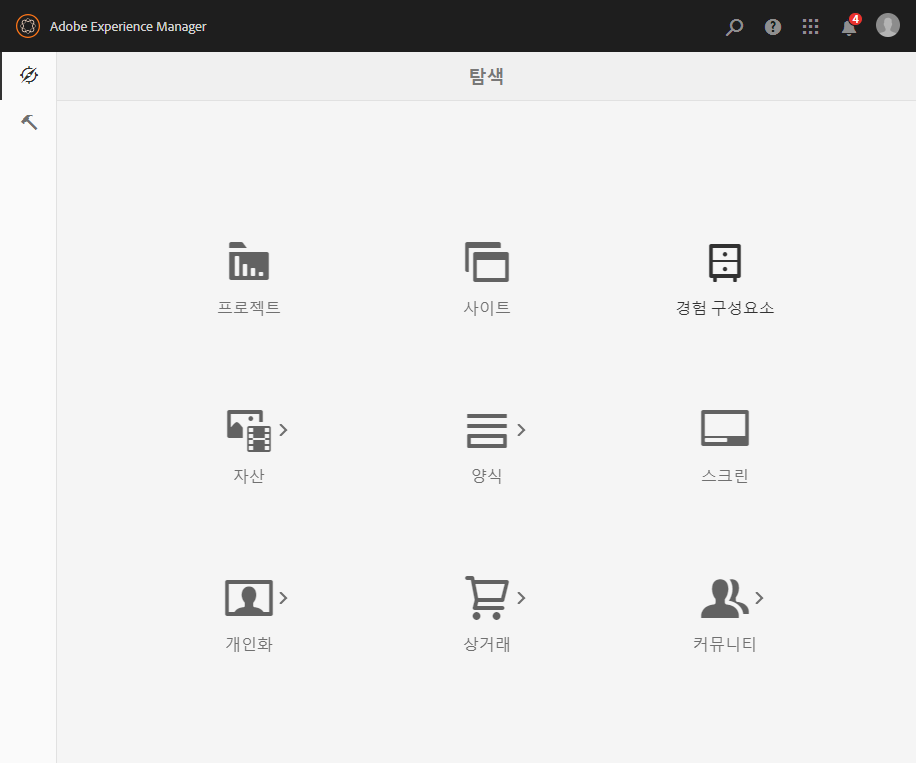 Adobe Experience Manager
4
탐색
프로젝트
사이트
경험 구성요소
자산
양식
스크린
개인화
상거래
커뮤니티